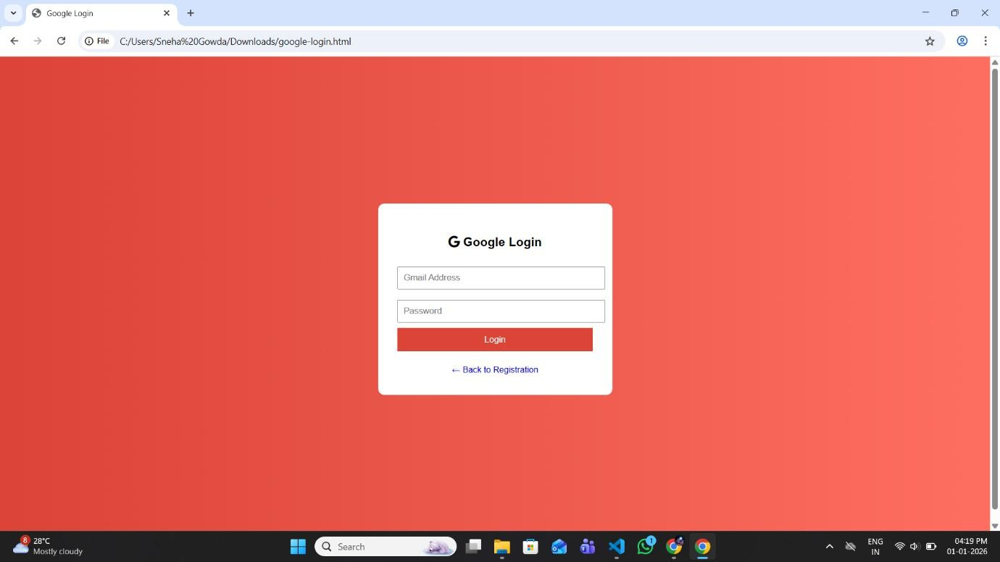 Google Login
File C:/Users/Sneha%20Gowda/Downloads/google-login.html
G Google Login
Gmail Address
Password
Login
← Back to Registration
8
28°C
Mostly cloudy
Search
1
ENG
IN
04:19 PM
01-01-2026